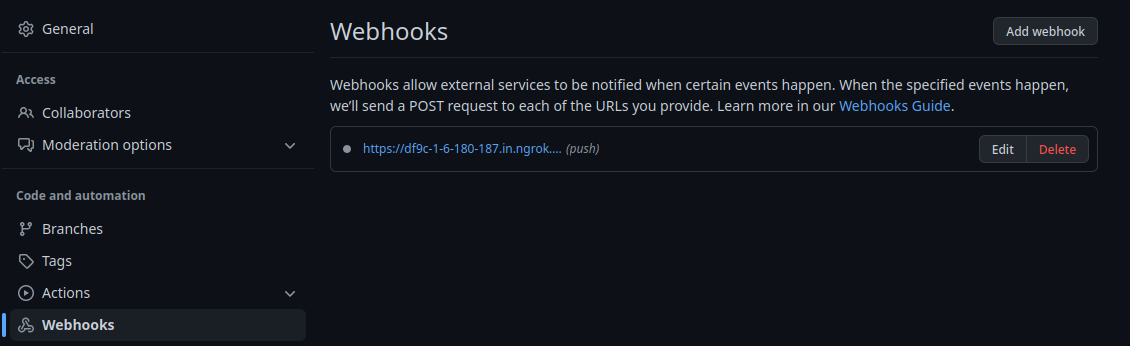 General
Access
Collaborators
Moderation options
Code and automation
Branches
Tags
Actions
Webhooks
Webhooks
Add webhook
Webhooks allow external services to be notified when certain events happen. When the specified events happen,
we’ll send a POST request to each of the URLs you provide. Learn more in our Webhooks Guide.
https://df9c-1-6-180-187.in.ngrok.... (push)
Edit
Delete